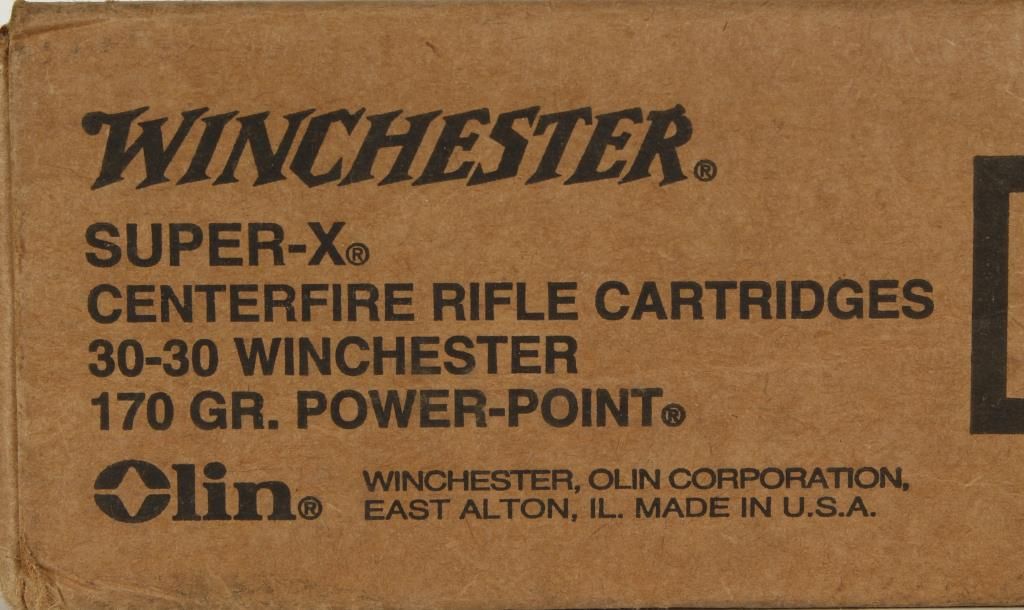 WINCHESTER®
SUPER-X®
CENTERFIRE RIFLE CARTRIDGES
30-30 WINCHESTER
170 GR. POWER-POINT®
Olin®
WINCHESTER, OLIN CORPORATION,
EAST ALTON, IL. MADE IN U.S.A.